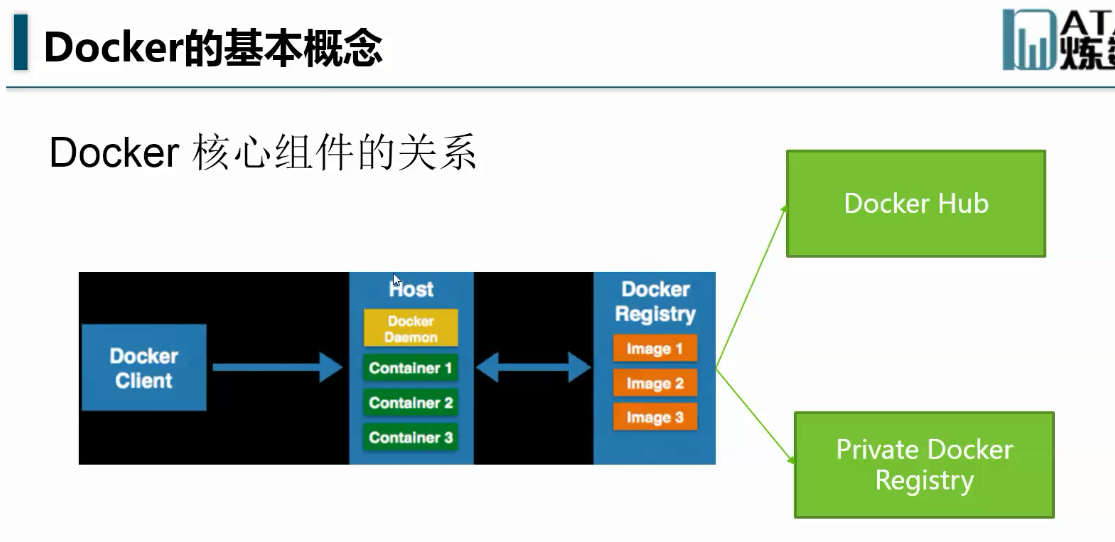 Docker的基本概念
Docker 核心组件的关系
Docker
Client
Host
Docker
Daemon
Container 1
Container 2
Container 3
Docker
Registry
Image 1
Image 2
Image 3
Docker Hub
Private Docker
Registry